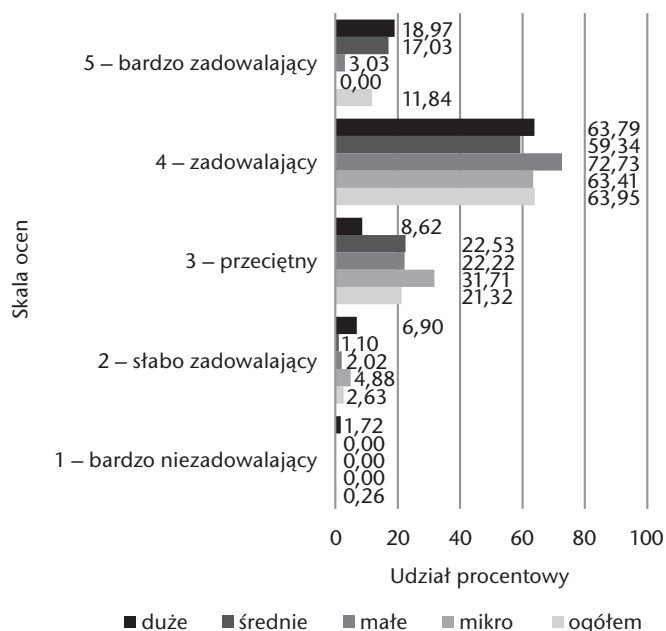 Skala ocen
5 – bardzo zadowalający
18,97
17,03
3,03
0,00
11,84
4 – zadowalający
63,79
59,34
72,73
63,41
63,95
3 – przeciętny
8,62
22,53
22,22
31,71
21,32
2 – słabo zadowalający
6,90
1,10
2,02
4,88
2,63
1 – bardzo niezadowalający
1,72
0,00
0,00
0,00
0,26
0 20 40 60 80 100
Udział procentowy
duże średnie małe mikro ogółem